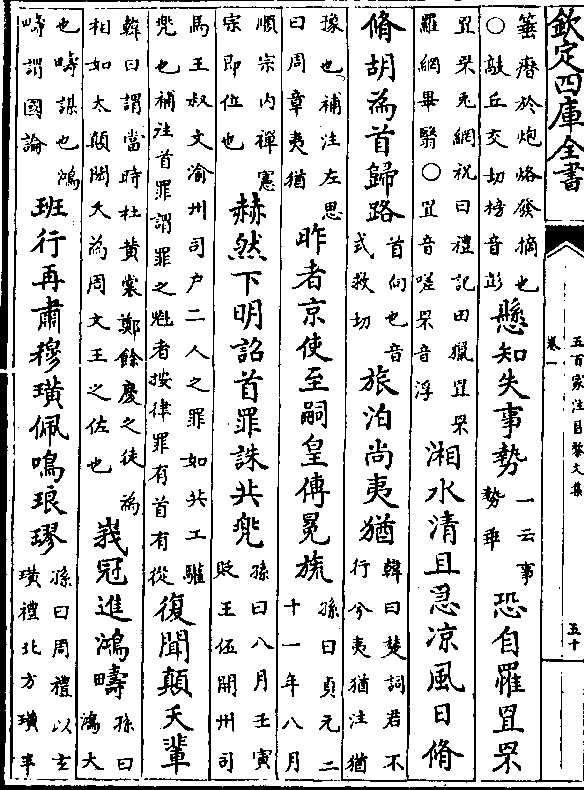 欽定四庫全書
五百家注昌黎文集
卷一
五十
箠瘠於炮烙發摘也
○敲丘交切榜音彭
懸知失事勢
一云事
勢乖
恐自罹罝罘
罝罘兎網祝曰禮記田獵罝罘
羅網畢翳○罝音嗟罘音浮
湘水清且急涼風日脩
脩胡為首歸路
首向也音
式救切
旅泊尚夷猶
韓曰楚詞君不
行兮夷猶注猶
豫也補注左思
曰周章夷猶
昨者京使至嗣皇傳冕旒
孫曰貞元二
十一年八月
順宗内禪憲
宗即位也
赫然下明詔首罪誅共兜
孫曰八月壬寅
貶王伾開州司
馬王叔文渝州司户二人之罪如共工驩
兜也補注首罪謂罪之魁者按律罪有首有從
復聞顛夭輩
韓曰謂當時杜黄裳鄭餘慶之徒為
相如太顛閎夭為周文王之佐也
峩冠進鴻疇
孫曰
鴻大
也疇謀也鴻
疇謂國論
班行再肅穆璜佩鳴琅璆
孫曰周禮以玄
璜禮北方璜半